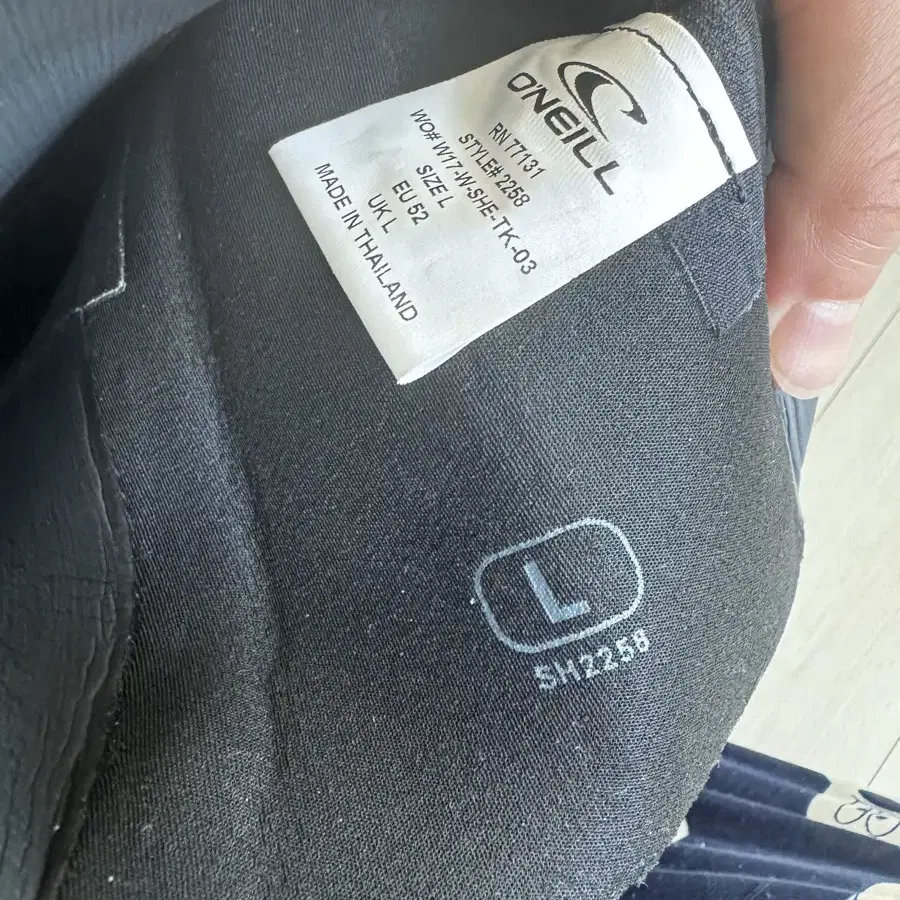 O'NEILL
RN 77131
STYLE# 2258
WO# W17-W-SHE-TK-03
SIZE L
EU 52
UK L
MADE IN THAILAND
L
SH2258